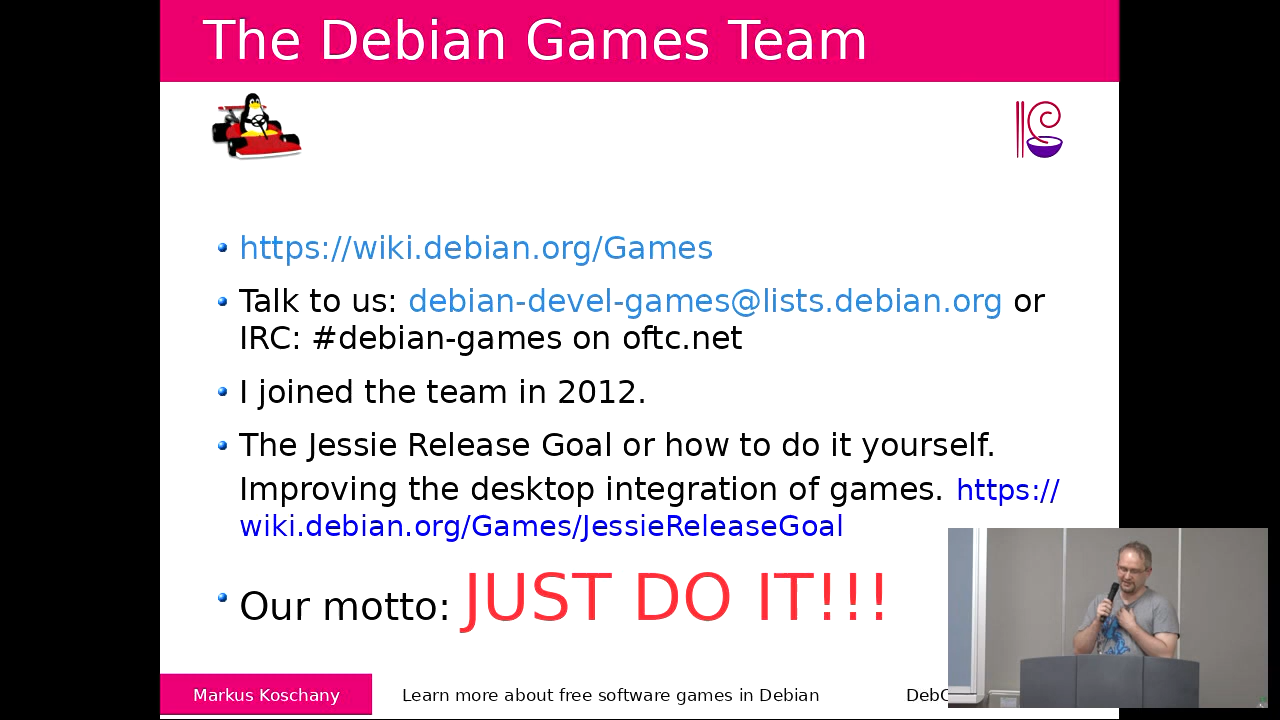 The Debian Games Team
https://wiki.debian.org/Games
Talk to us: debian-devel-games@lists.debian.org or
IRC: #debian-games on oftc.net
I joined the team in 2012.
The Jessie Release Goal or how to do it yourself.
Improving the desktop integration of games. https://
wiki.debian.org/Games/JessieReleaseGoal
Our motto: JUST DO IT!!!
Markus Koschany
Learn more about free software games in Debian